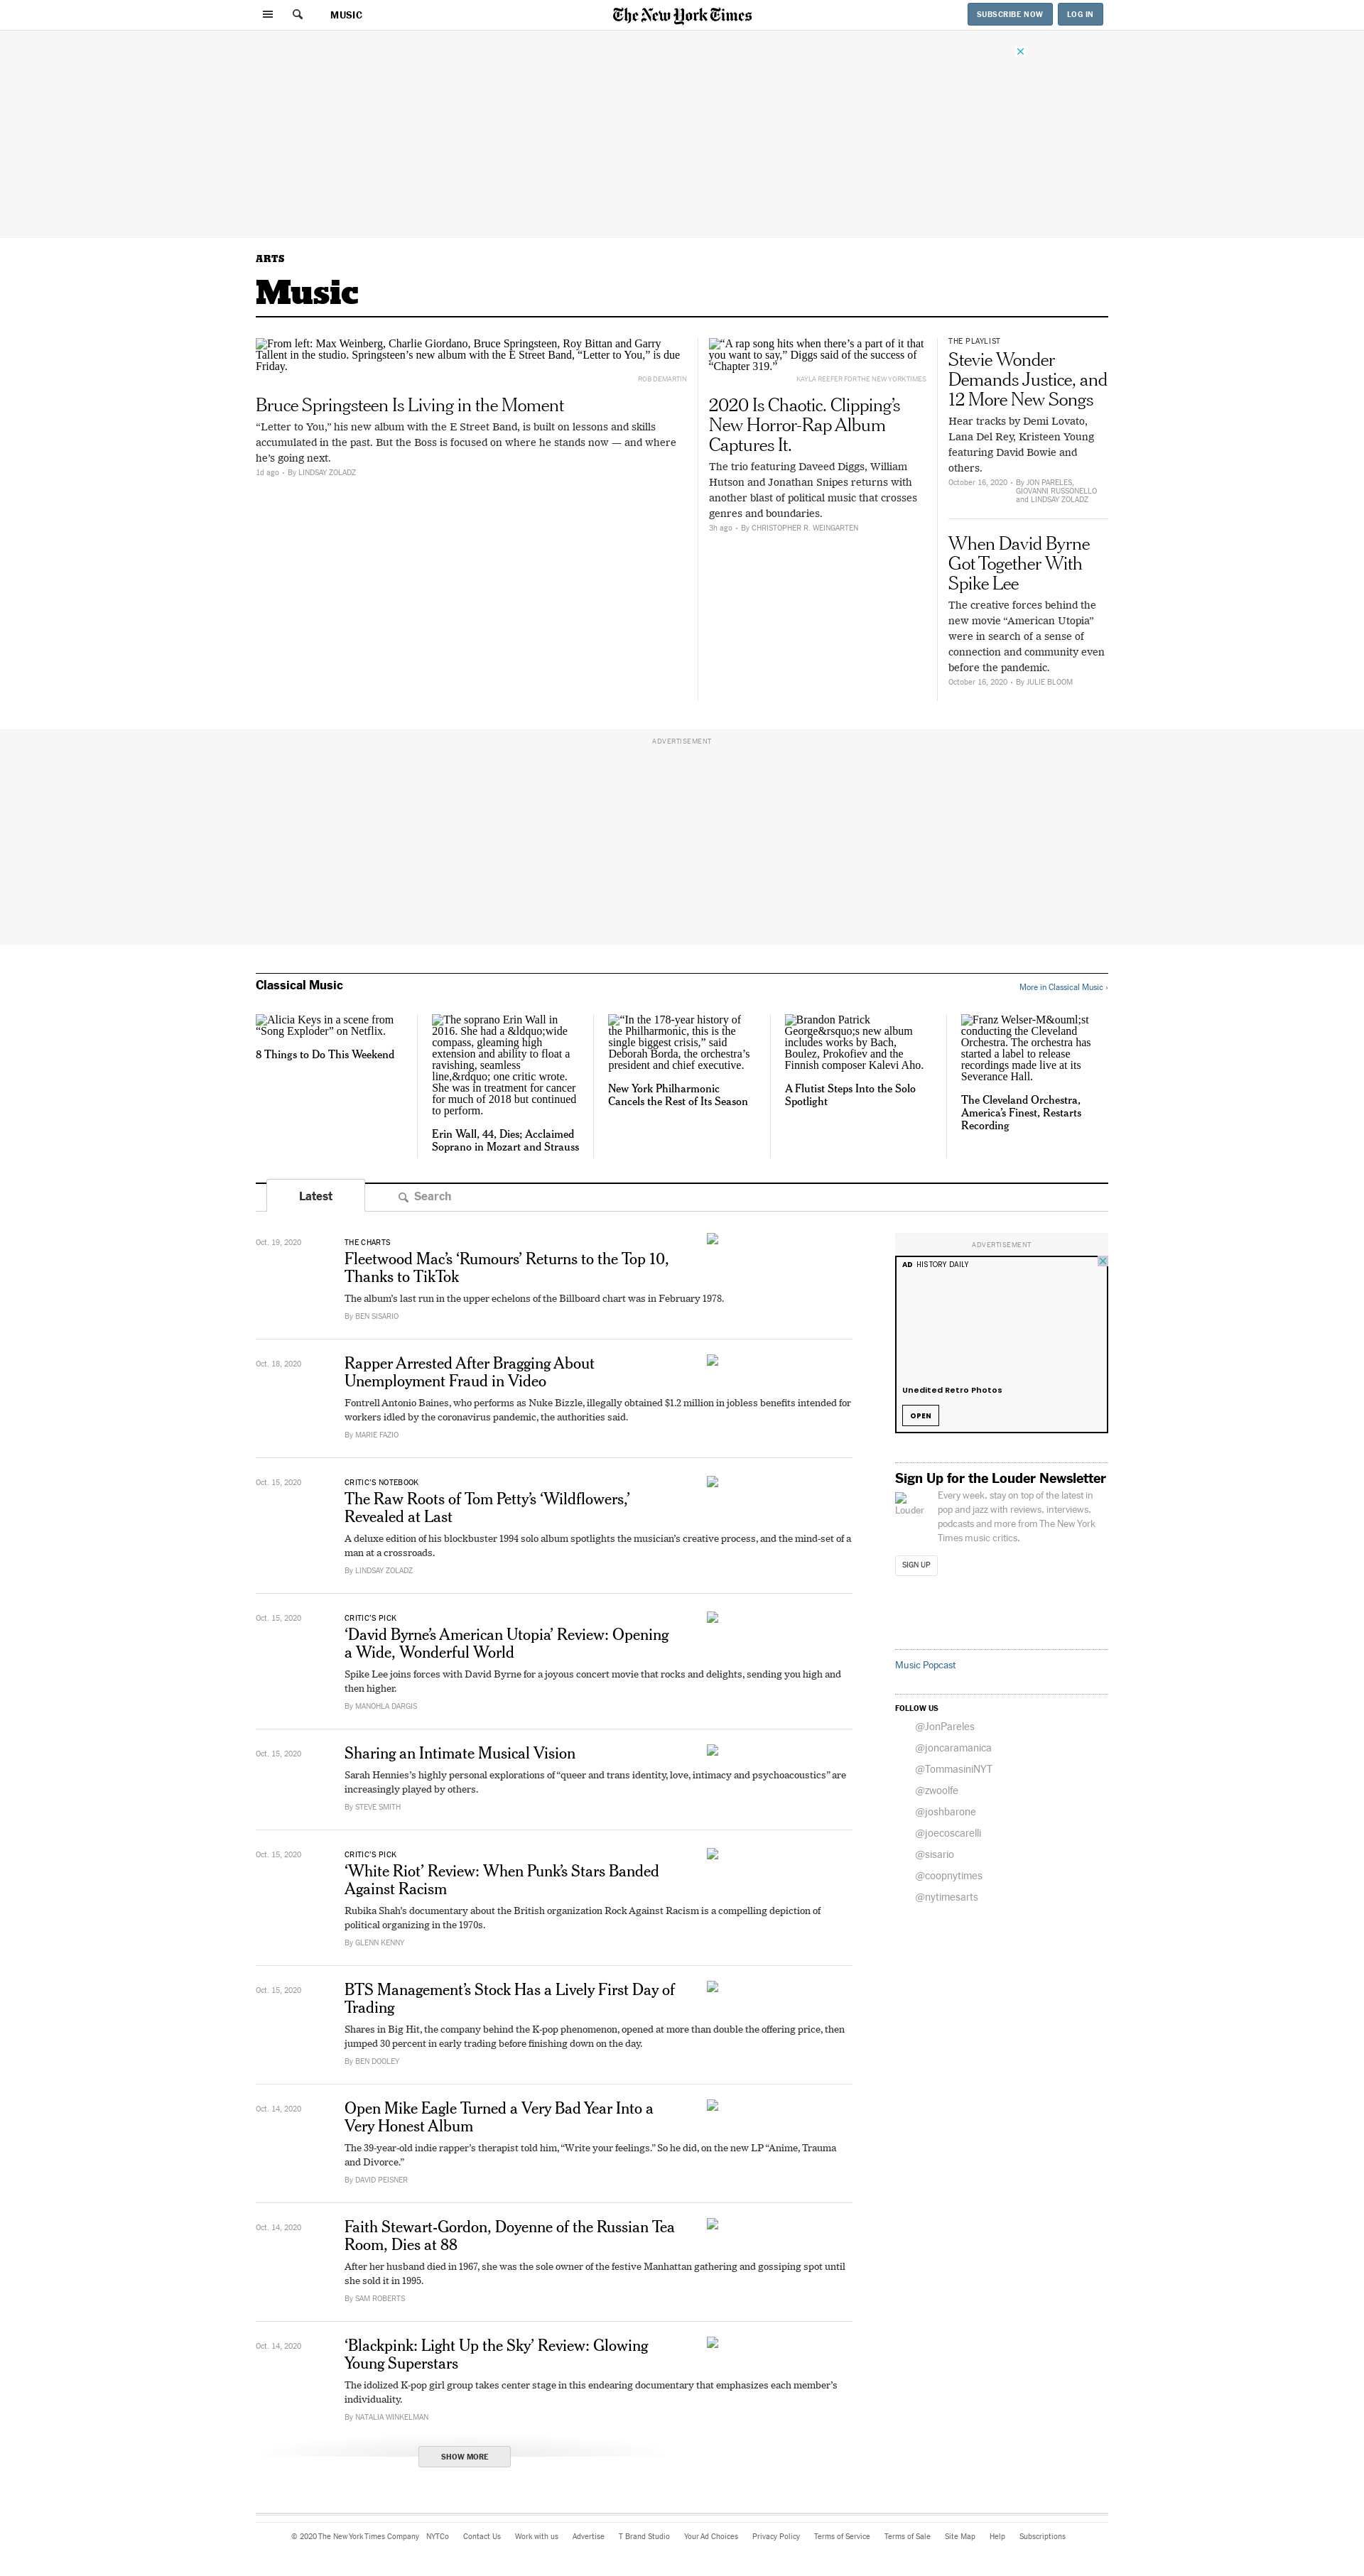 MUSIC
The New York Times
SUBSCRIBE NOW
LOG IN
ARTS
Music
From left: Max Weinberg, Charlie Giordano, Bruce Springsteen, Roy Bittan and Garry
Tallent in the studio. Springsteen's new album with the E Street Band, “Letter to You,” is due
Friday.
ROB DEMARTIN
Bruce Springsteen Is Living in the Moment
“Letter to You,” his new album with the E Street Band, is built on lessons and skills
accumulated in the past. But the Boss is focused on where he stands now — and where
he’s going next.
1d ago • By LINDSAY ZOLADZ
“A rap song hits when there’s a part of it that
you want to say,” Diggs said of the success of
“Chapter 319.”
KAYLA REEFER FOR THE NEW YORK TIMES
2020 Is Chaotic. Clipping’s
New Horror-Rap Album
Captures It.
The trio featuring Daveed Diggs, William
Hutson and Jonathan Snipes returns with
another blast of political music that crosses
genres and boundaries.
3h ago • By CHRISTOPHER R. WEINGARTEN
THE PLAYLIST
Stevie Wonder
Demands Justice, and
12 More New Songs
Hear tracks by Demi Lovato,
Lana Del Rey, Kristeen Young
featuring David Bowie and
others.
October 16, 2020 • By JON PARELES,
GIOVANNI RUSSONELLO
and LINDSAY ZOLADZ
When David Byrne
Got Together With
Spike Lee
The creative forces behind the
new movie “American Utopia”
were in search of a sense of
connection and community even
before the pandemic.
October 16, 2020 • By JULIE BLOOM
ADVERTISEMENT
Classical Music
More in Classical Music ›
Alicia Keys in a scene from
“Song Exploder” on Netflix.
8 Things to Do This Weekend
The soprano Erin Wall in
2016. She had a &ldquo;wide
compass, gleaming high
extension and ability to float a
ravishing, seamless
line,&rdquo; one critic wrote.
She was in treatment for cancer
for much of 2018 but continued
to perform.
Erin Wall, 44, Dies; Acclaimed
Soprano in Mozart and Strauss
“In the 178-year history of
the Philharmonic, this is the
single biggest crisis,” said
Deborah Borda, the orchestra’s
president and chief executive.
New York Philharmonic
Cancels the Rest of Its Season
Brandon Patrick
George&rsquo;s new album
includes works by Bach,
Boulez, Prokofiev and the
Finnish composer Kalevi Aho.
A Flutist Steps Into the Solo
Spotlight
Franz Welser-M&ouml;st
conducting the Cleveland
Orchestra. The orchestra has
started a label to release
recordings made live at its
Severance Hall.
The Cleveland Orchestra,
America’s Finest, Restarts
Recording
Latest
Search
Oct. 19, 2020
THE CHARTS
Fleetwood Mac’s ‘Rumours’ Returns to the Top 10,
Thanks to TikTok
The album’s last run in the upper echelons of the Billboard chart was in February 1978.
By BEN SISARIO
Oct. 18, 2020
Rapper Arrested After Bragging About
Unemployment Fraud in Video
Fontrell Antonio Baines, who performs as Nuke Bizzle, illegally obtained $1.2 million in jobless benefits intended for
workers idled by the coronavirus pandemic, the authorities said.
By MARIE FAZIO
Oct. 15, 2020
CRITIC’S NOTEBOOK
The Raw Roots of Tom Petty’s ‘Wildflowers,’
Revealed at Last
A deluxe edition of his blockbuster 1994 solo album spotlights the musician’s creative process, and the mind-set of a
man at a crossroads.
By LINDSAY ZOLADZ
Oct. 15, 2020
CRITIC’S PICK
‘David Byrne’s American Utopia’ Review: Opening
a Wide, Wonderful World
Spike Lee joins forces with David Byrne for a joyous concert movie that rocks and delights, sending you high and
then higher.
By MANOHLA DARGIS
Oct. 15, 2020
Sharing an Intimate Musical Vision
Sarah Hennies’s highly personal explorations of “queer and trans identity, love, intimacy and psychoacoustics” are
increasingly played by others.
By STEVE SMITH
Oct. 15, 2020
CRITIC’S PICK
‘White Riot’ Review: When Punk’s Stars Banded
Against Racism
Rubika Shah’s documentary about the British organization Rock Against Racism is a compelling depiction of
political organizing in the 1970s.
By GLENN KENNY
Oct. 15, 2020
BTS Management’s Stock Has a Lively First Day of
Trading
Shares in Big Hit, the company behind the K-pop phenomenon, opened at more than double the offering price, then
jumped 30 percent in early trading before finishing down on the day.
By BEN DOOLEY
Oct. 14, 2020
Open Mike Eagle Turned a Very Bad Year Into a
Very Honest Album
The 39-year-old indie rapper’s therapist told him, “Write your feelings.” So he did, on the new LP “Anime, Trauma
and Divorce.”
By DAVID PEISNER
Oct. 14, 2020
Faith Stewart-Gordon, Doyenne of the Russian Tea
Room, Dies at 88
After her husband died in 1967, she was the sole owner of the festive Manhattan gathering and gossiping spot until
she sold it in 1995.
By SAM ROBERTS
Oct. 14, 2020
‘Blackpink: Light Up the Sky’ Review: Glowing
Young Superstars
The idolized K-pop girl group takes center stage in this endearing documentary that emphasizes each member’s
individuality.
By NATALIA WINKELMAN
SHOW MORE
ADVERTISEMENT
AD HISTORY DAILY
Unedited Retro Photos
OPEN
Sign Up for the Louder Newsletter
Louder
Every week, stay on top of the latest in
pop and jazz with reviews, interviews,
podcasts and more from The New York
Times music critics.
SIGN UP
Music Popcast
FOLLOW US
@JonPareles
@joncaramanica
@TommasiniNYT
@zwoolfe
@joshbarone
@joecoscarelli
@sisario
@coopnytimes
@nytimesarts
© 2020 The New York Times Company NYTCo Contact Us Work with us Advertise T Brand Studio Your Ad Choices Privacy Policy Terms of Service Terms of Sale Site Map Help Subscriptions